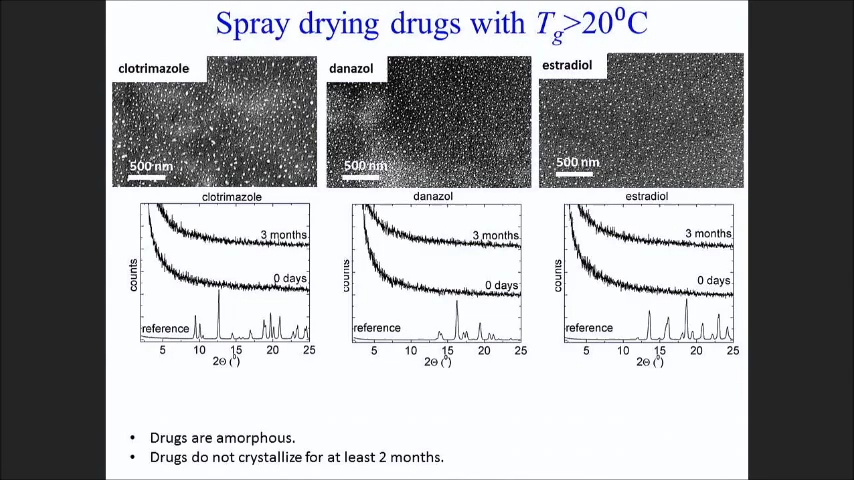 Spray drying drugs with Tg>20⁰C
clotrimazole
danazol
estradiol
500 nm
500 nm
500 nm
clotrimazole
danazol
estradiol
counts
3 months
0 days
reference
5 10 15 20 25
2Θ (⁰)
counts
3 months
0 days
reference
5 10 15 20 25
2Θ (⁰)
counts
3 months
0 days
reference
5 10 15 20 25
2Θ (⁰)
• Drugs are amorphous.
• Drugs do not crystallize for at least 2 months.